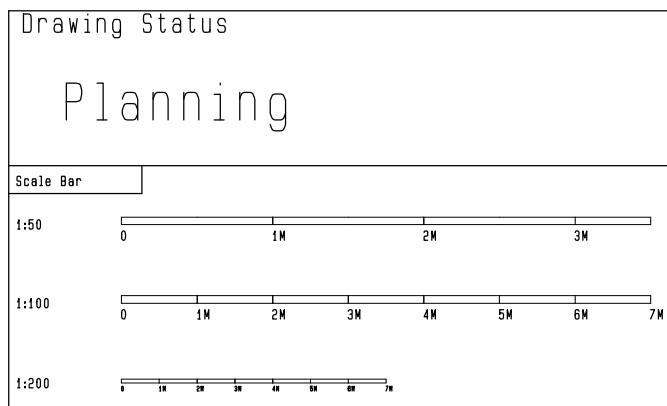 Drawing Status
Planning
Scale Bar
1:50
0 1M 2M 3M
1:100
0 1M 2M 3M 4M 5M 6M 7M
1:200
0 1M 2M 3M 4M 5M 6M 7M